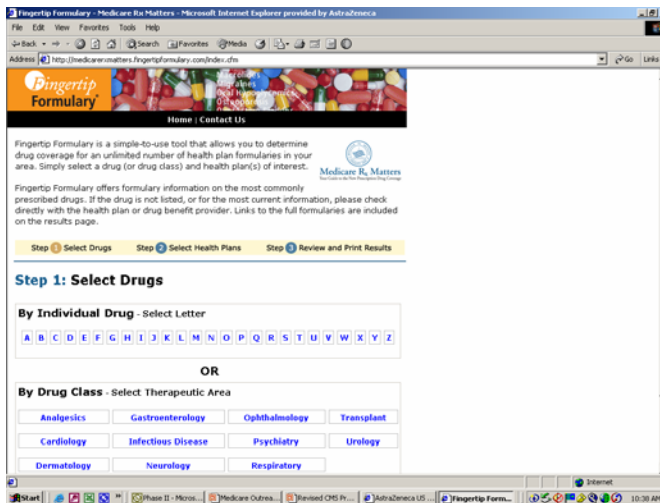 Fingertip Formulary - Medicare Rx Matters - Microsoft Internet Explorer provided by AstraZeneca
File Edit View Favorites Tools Help
Back Search Favorites Media
Address http://medicarerxmatters.fingertipformulary.com/index.cfm Go Links
Fingertip
Formulary
Macrolides
Migraines
Oral Hypoglycemics
Osteoporosis
Home | Contact Us
Fingertip Formulary is a simple-to-use tool that allows you to determine
drug coverage for an unlimited number of health plan formularies in your
area. Simply select a drug (or drug class) and health plan(s) of interest.
Medicare Rx Matters
Fingertip Formulary offers formulary information on the most commonly
prescribed drugs. If the drug is not listed, or for the most current information, please check
directly with the health plan or drug benefit provider. Links to the full formularies are included
on the results page.
Step 1 Select Drugs Step 2 Select Health Plans Step 3 Review and Print Results
Step 1: Select Drugs
By Individual Drug - Select Letter
A B C D E F G H I J K L M N O P Q R S T U V W X Y Z
OR
By Drug Class - Select Therapeutic Area
Analgesics Gastroenterology Ophthalmology Transplant
Cardiology Infectious Disease Psychiatry Urology
Dermatology Neurology Respiratory
Internet
Start Phase II - Micros... Medicare Outrea... Revised CMS Pr... AstraZeneca US ... Fingertip Form... 10:38 AM